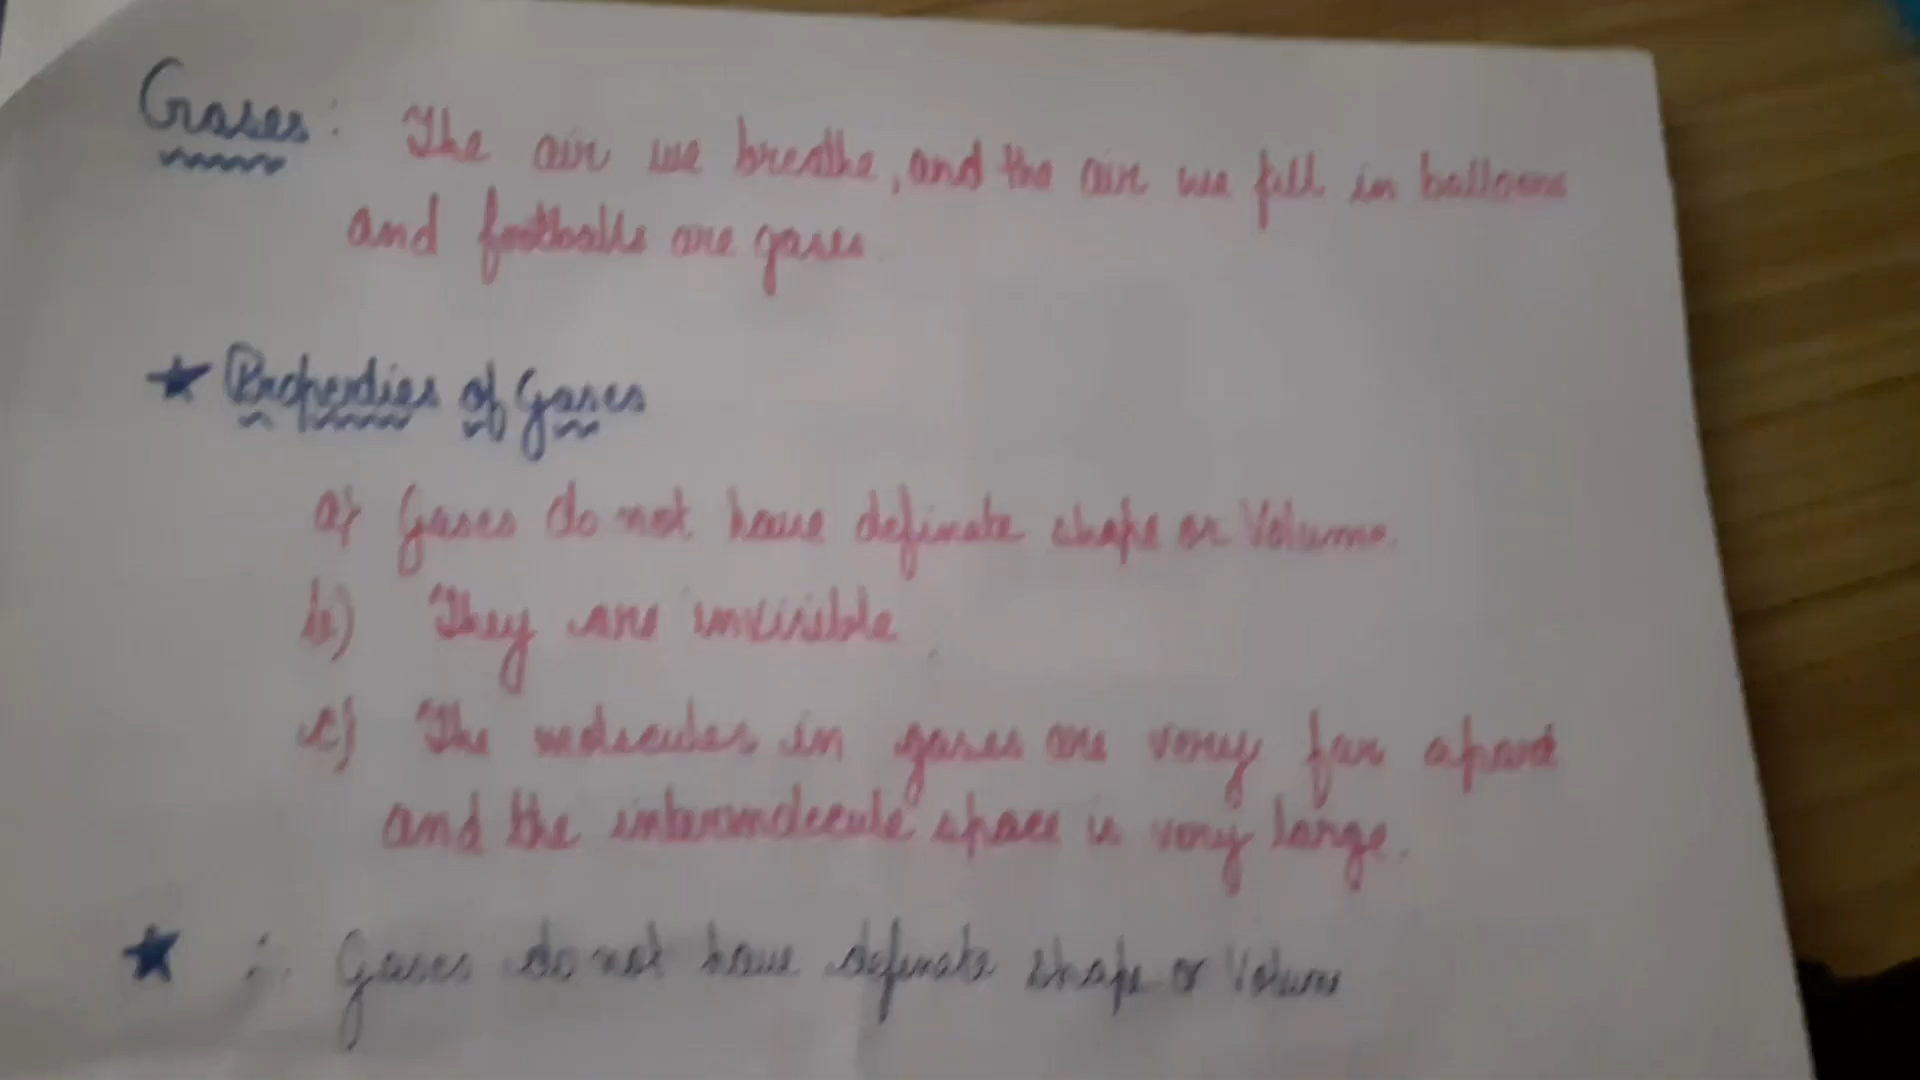 Gases: The air we breathe, and the air we fill in balloons
and footballs are gases
★ Properties of Gases
a) Gases do not have definate shape or Volume.
b) They are invisible
c) The molecules in gases are very far apart
and the intermolecule space is very large.
★ ∴ Gases do not have definate shape or Volume